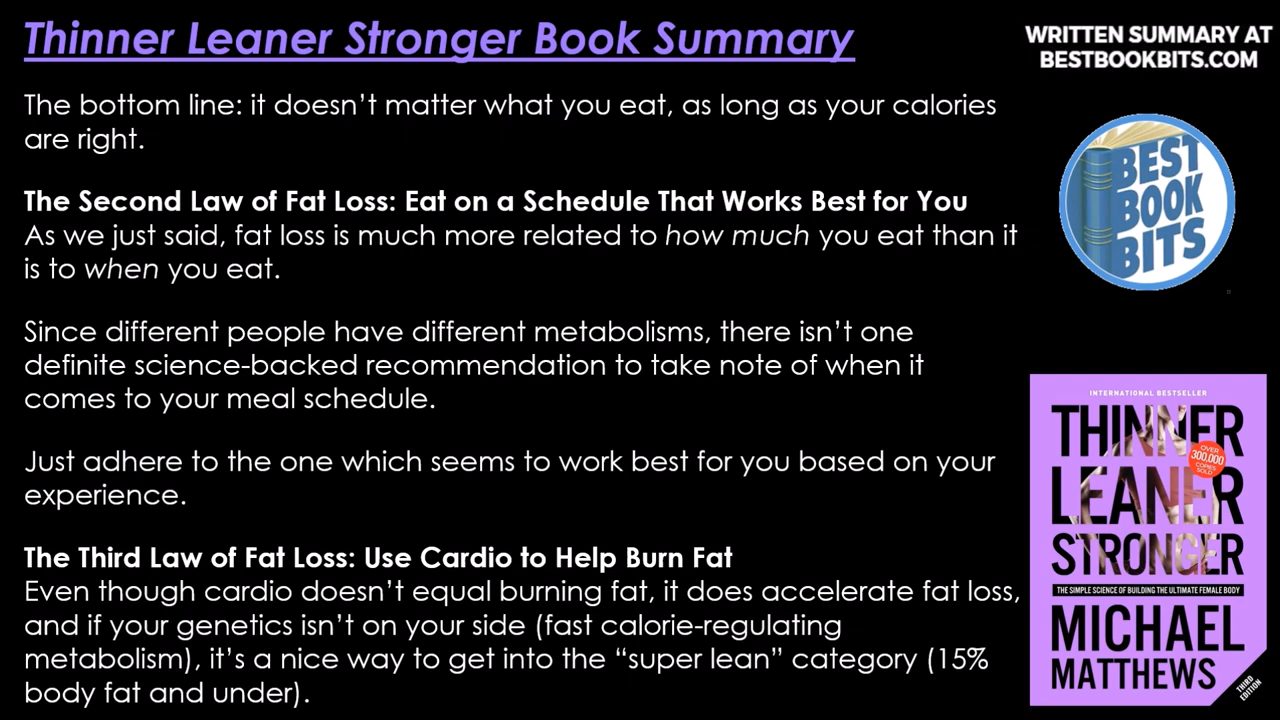 Thinner Leaner Stronger Book Summary
WRITTEN SUMMARY AT
BESTBOOKBITS.COM
The bottom line: it doesn’t matter what you eat, as long as your calories
are right.
The Second Law of Fat Loss: Eat on a Schedule That Works Best for You
As we just said, fat loss is much more related to how much you eat than it
is to when you eat.
Since different people have different metabolisms, there isn’t one
definite science-backed recommendation to take note of when it
comes to your meal schedule.
Just adhere to the one which seems to work best for you based on your
experience.
The Third Law of Fat Loss: Use Cardio to Help Burn Fat
Even though cardio doesn’t equal burning fat, it does accelerate fat loss,
and if your genetics isn’t on your side (fast calorie-regulating
metabolism), it’s a nice way to get into the “super lean” category (15%
body fat and under).
BEST
BOOK
BITS
INTERNATIONAL BESTSELLER
THINNER
OVER
300,000
COPIES
SOLD
LEANER
STRONGER
THE SIMPLE SCIENCE OF BUILDING THE ULTIMATE FEMALE BODY
MICHAEL
MATTHEWS
THIRD
EDITION